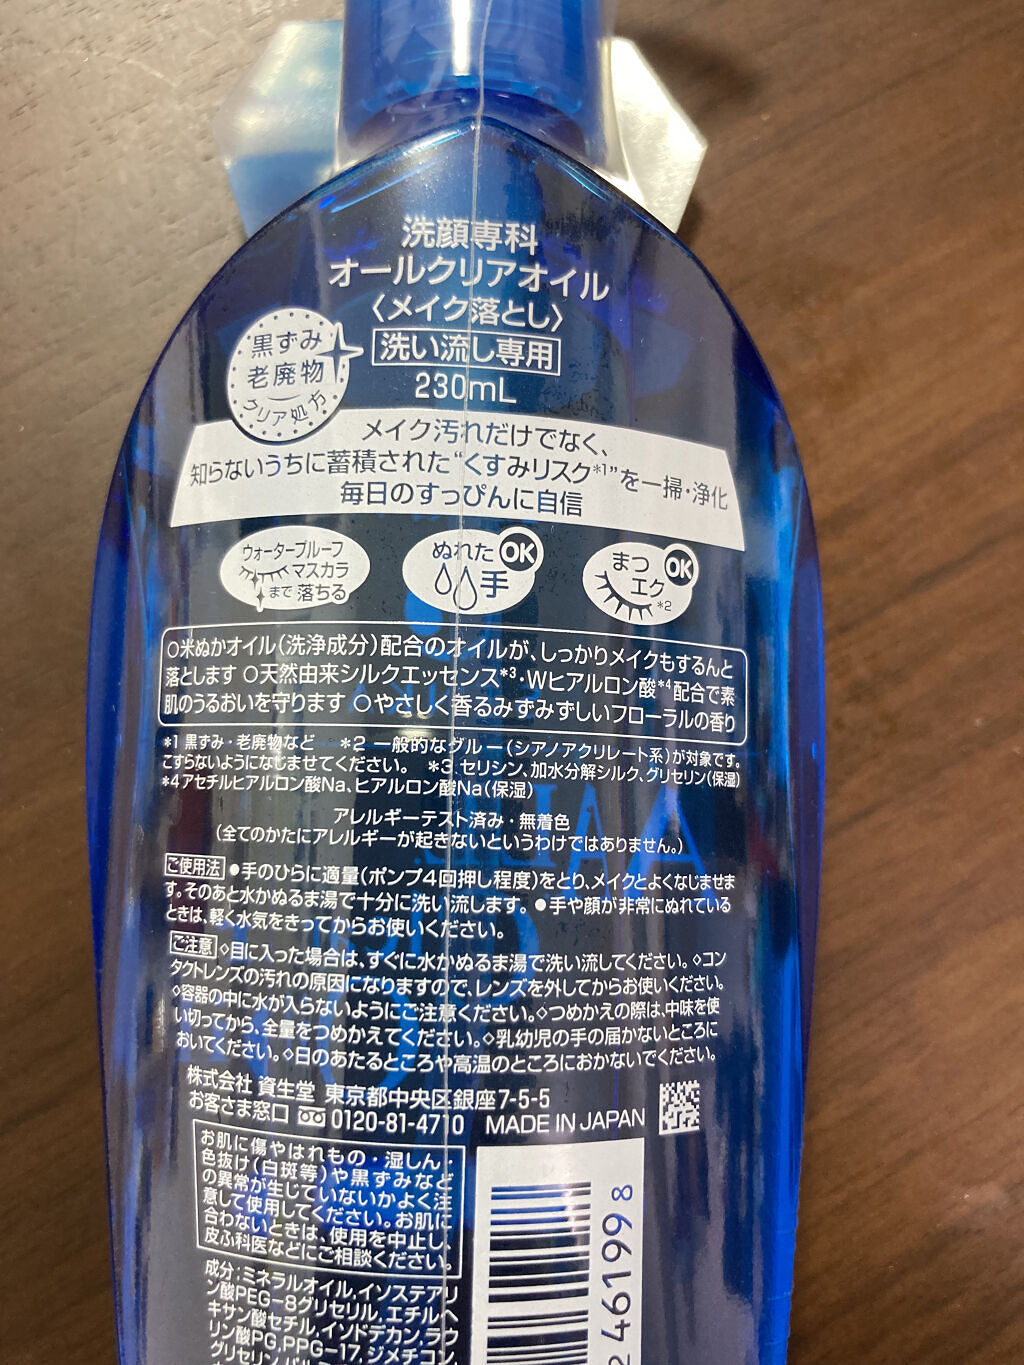 洗顔専科
オールクリアオイル
〈メイク落とし〉
洗い流し専用
230mL
黒ずみ
老廃物
クリア処方
メイク汚れだけでなく、
知らないうちに蓄積された“くすみリスク*1”を一掃・浄化
毎日のすっぴんに自信
ウォータープルーフ
マスカラ
まで落ちる
ぬれた
手
OK
まつ
エク*2
OK
○米ぬかオイル（洗浄成分）配合のオイルが、しっかりメイクもするんと
落とします ○天然由来シルクエッセンス*3・Wヒアルロン酸*4配合で素
肌のうるおいを守ります ○やさしく香るみずみずしいフローラルの香り
*1 黒ずみ・老廃物など *2 一般的なグルー（シアノアクリレート系）が対象です。
こすらないようになじませてください。 *3 セリシン、加水分解シルク、グリセリン（保湿）
*4 アセチルヒアルロン酸Na、ヒアルロン酸Na（保湿）
アレルギーテスト済み・無着色
（全てのかたにアレルギーが起きないというわけではありません。）
ご使用法 ●手のひらに適量（ポンプ4回押し程度）をとり、メイクとよくなじませま
す。そのあと水かぬるま湯で十分に洗い流します。 ●手や顔が非常にぬれている
ときは、軽く水気をきってからお使いください。
ご注意 ◇目に入った場合は、すぐに水かぬるま湯で洗い流してください。◇コン
タクトレンズの汚れの原因になりますので、レンズを外してからお使いください。
◇容器の中に水が入らないようにご注意ください。◇つめかえの際は、中味を使
い切ってから、全量をつめかえてください。◇乳幼児の手の届かないところに
おいてください。◇日のあたるところや高温のところにおかないでください。
株式会社 資生堂 東京都中央区銀座7-5-5
お客さま窓口 0120-81-4710 MADE IN JAPAN
お肌に傷やはれもの・湿しん・
色抜け（白斑等）や黒ずみなど
の異常が生じていないかよく注
意して使用してください。お肌に
合わないときは、使用を中止し、
皮ふ科医などにご相談ください。
成分；ミネラルオイル，イソステアリ
ン酸PEG-8グリセリル，エチルヘ
キサン酸セチル，イソドデカン，ラウ
リン酸PG，PPG-17，ジメチコン，
グリセリン，
2 461998